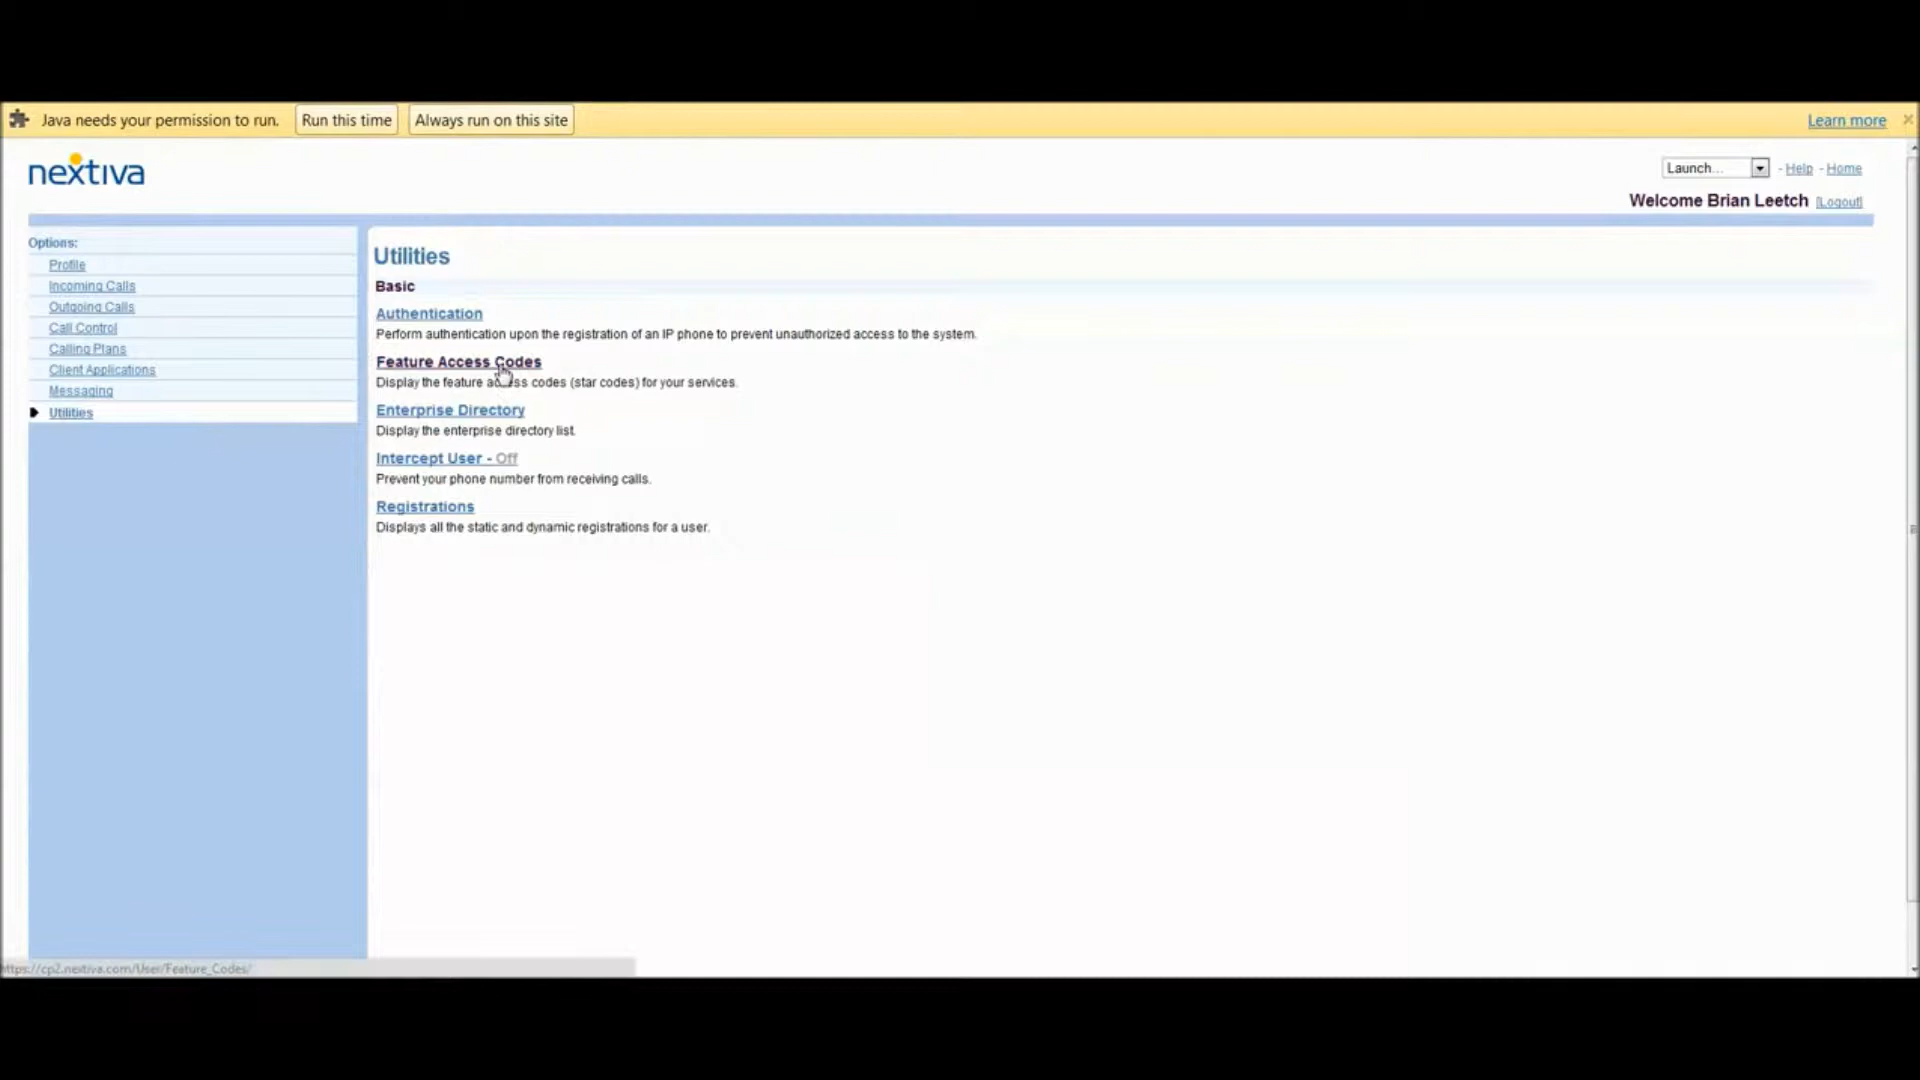 Java needs your permission to run. Run this time Always run on this site Learn more
nextiva
Launch... - Help - Home
Welcome Brian Leetch [Logout]
Options:
Profile
Incoming Calls
Outgoing Calls
Call Control
Calling Plans
Client Applications
Messaging
Utilities
Utilities
Basic
Authentication
Perform authentication upon the registration of an IP phone to prevent unauthorized access to the system.
Feature Access Codes
Display the feature access codes (star codes) for your services.
Enterprise Directory
Display the enterprise directory list.
Intercept User - Off
Prevent your phone number from receiving calls.
Registrations
Displays all the static and dynamic registrations for a user.
https://cp2.nextiva.com/User/Feature_Codes/